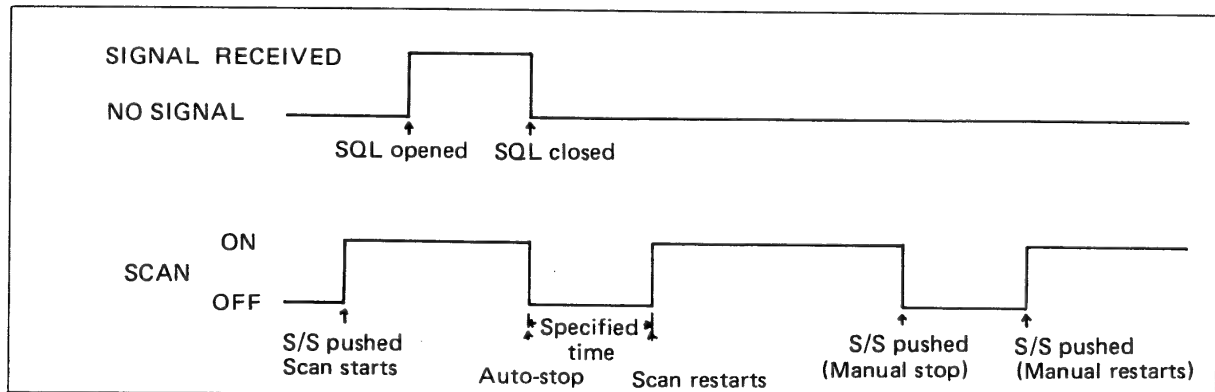 SIGNAL RECEIVED
NO SIGNAL
SQL opened
SQL closed
ON
SCAN
OFF
S/S pushed
Scan starts
Specified
time
Auto-stop
Scan restarts
S/S pushed
(Manual stop)
S/S pushed
(Manual restarts)